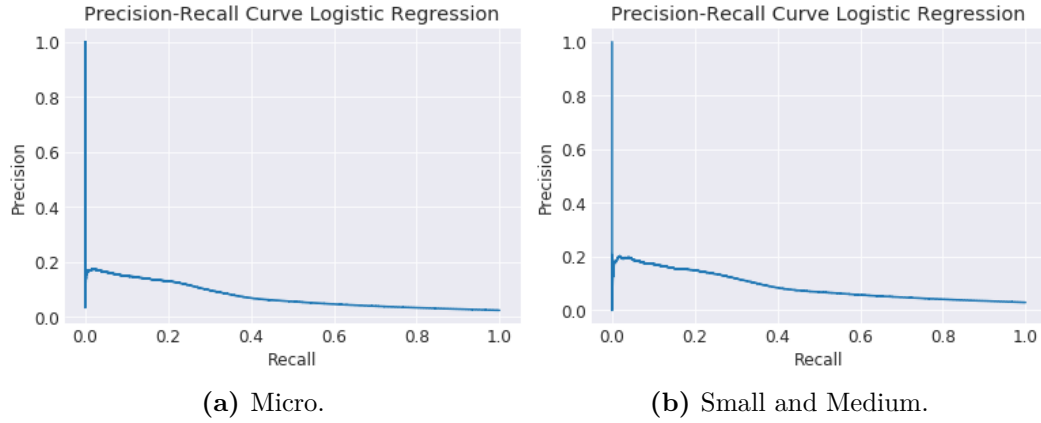 Precision-Recall Curve Logistic Regression
1.0
0.8
0.6
0.4
0.2
0.0
Precision
0.0 0.2 0.4 0.6 0.8 1.0
Recall
(a) Micro.
Precision-Recall Curve Logistic Regression
1.0
0.8
0.6
0.4
0.2
0.0
Precision
0.0 0.2 0.4 0.6 0.8 1.0
Recall
(b) Small and Medium.